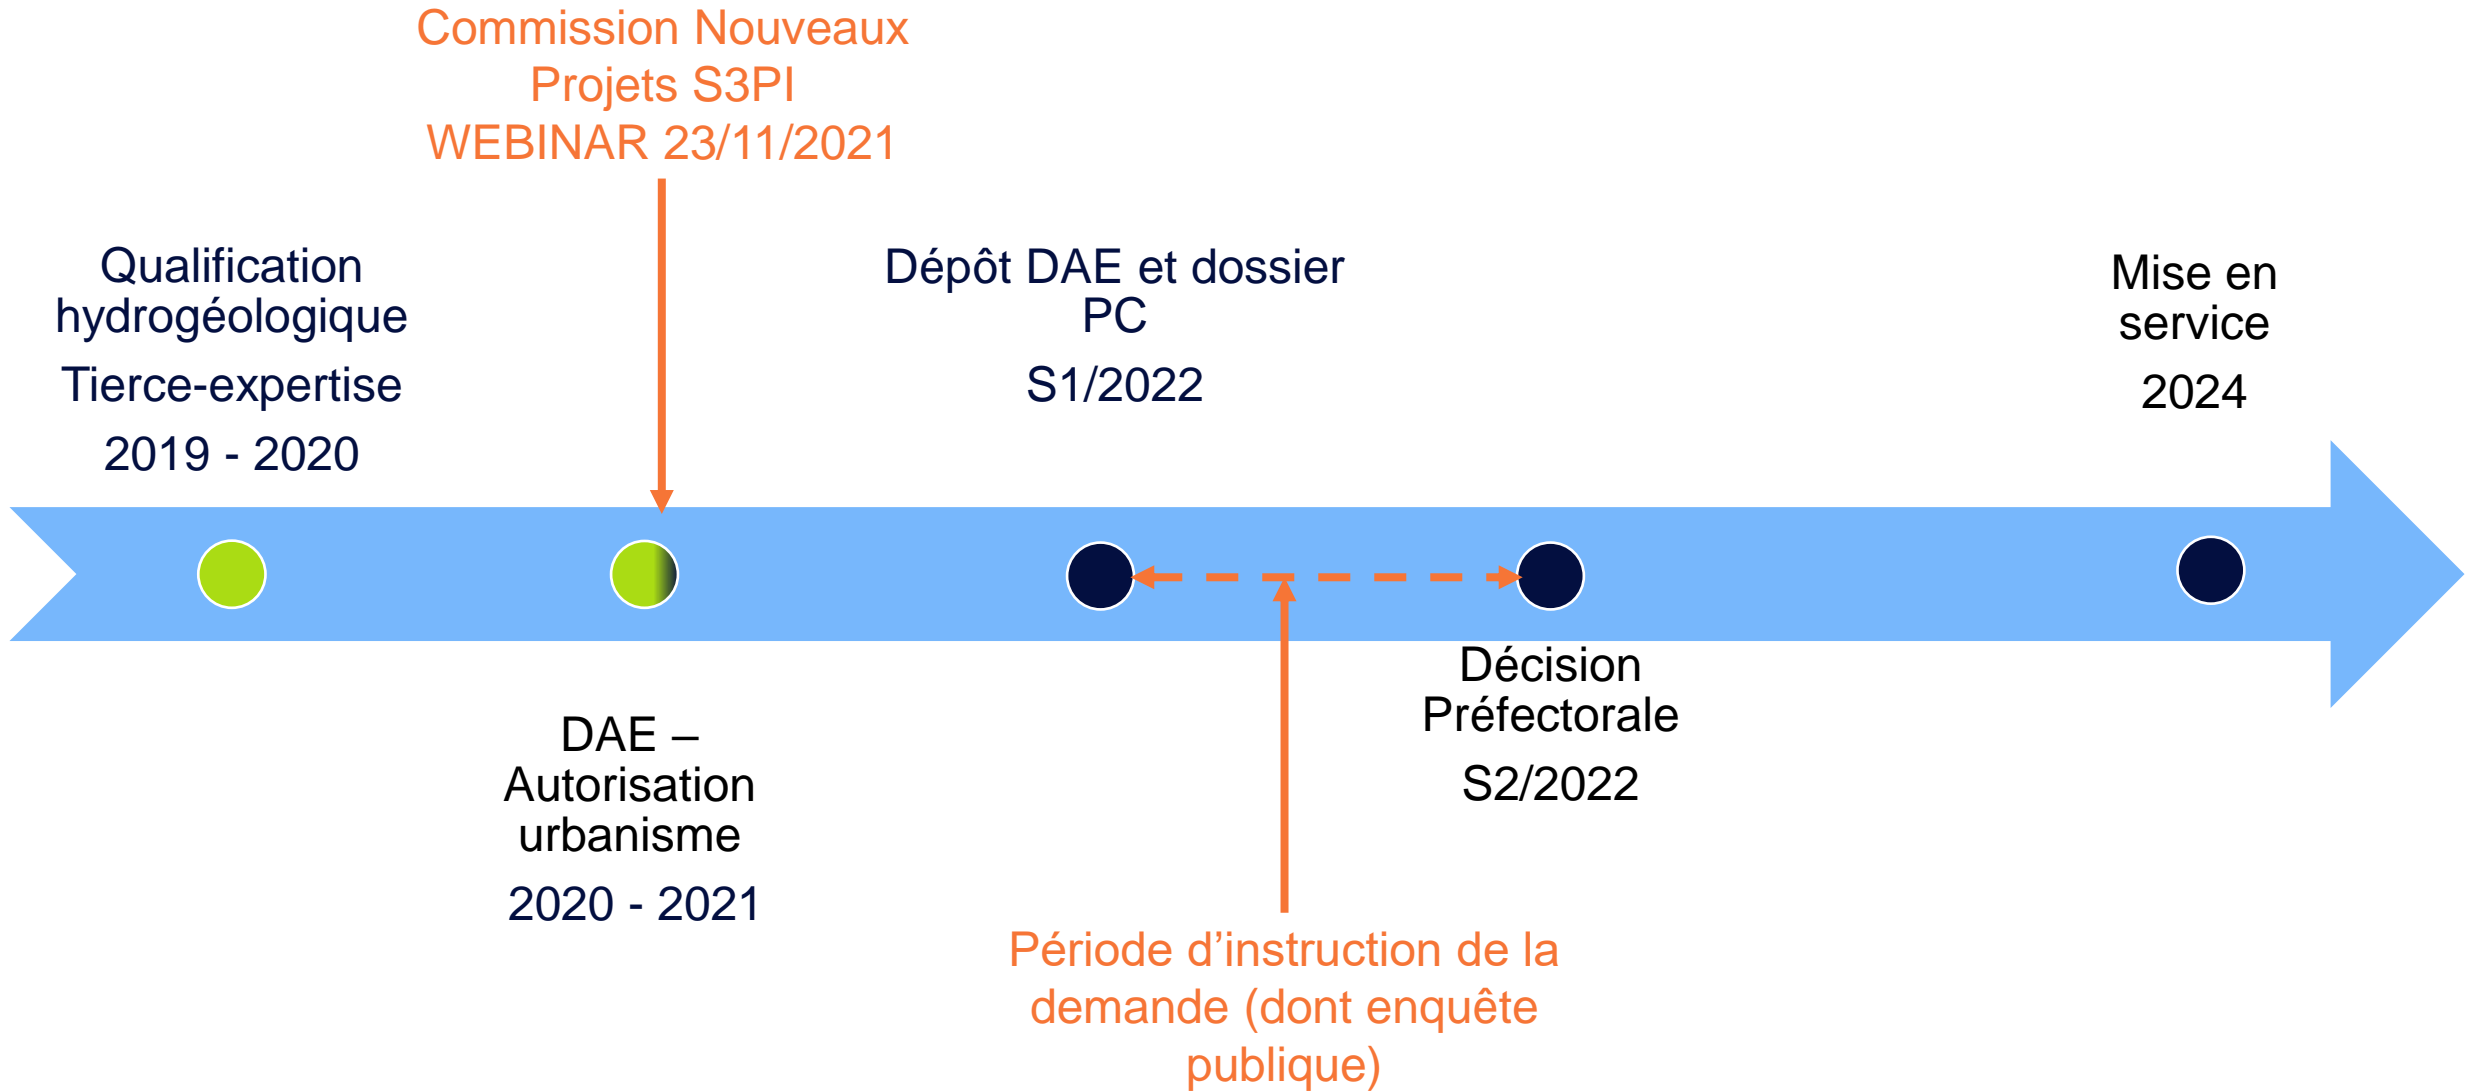 Commission Nouveaux
Projets S3PI
WEBINAR 23/11/2021
Qualification
hydrogéologique
Tierce-expertise
2019 - 2020
Dépôt DAE et dossier
PC
S1/2022
Mise en
service
2024
DAE –
Autorisation
urbanisme
2020 - 2021
Décision
Préfectorale
S2/2022
Période d’instruction de la
demande (dont enquête
publique)